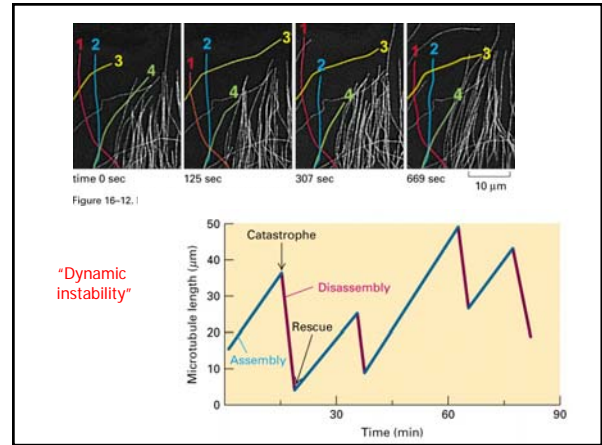 1 2 3 4
1 2 3 4
1 2 3 4
1 2 3 4
time 0 sec 125 sec 307 sec 669 sec
10 μm
Figure 16–12.
"Dynamic
instability"
Microtubule length (μm)
50
40
30
20
10
0
Catastrophe
Disassembly
Rescue
Assembly
30 60 90
Time (min)